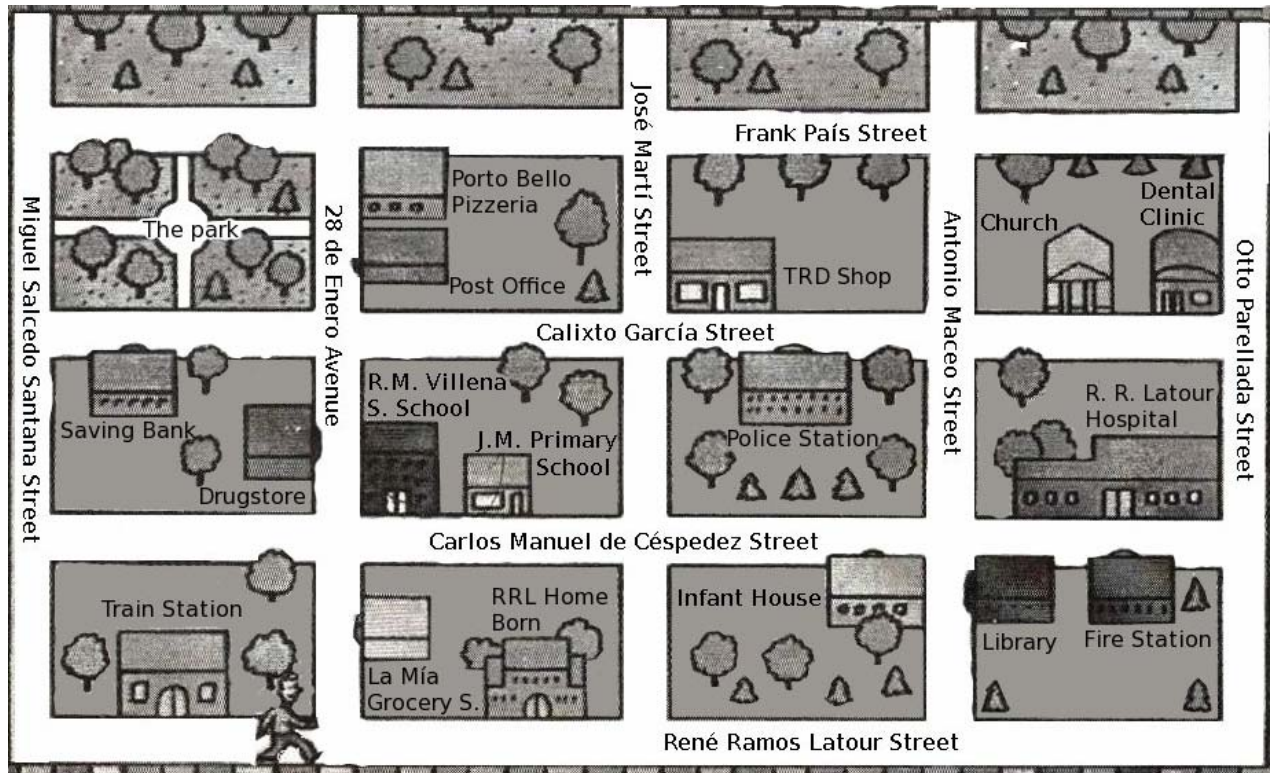 Frank País Street
José Martí Street
Miguel Salcedo Santana Street
The park
28 de Enero Avenue
Porto Bello
Pizzeria
Post Office
TRD Shop
Antonio Maceo Street
Church
Dental
Clinic
Otto Parellada Street
Calixto García Street
Saving Bank
Drugstore
R.M. Villena
S. School
J.M. Primary
School
Police Station
R. R. Latour
Hospital
Carlos Manuel de Céspedez Street
Train Station
La Mía
Grocery S.
RRL Home
Born
Infant House
Library
Fire Station
René Ramos Latour Street